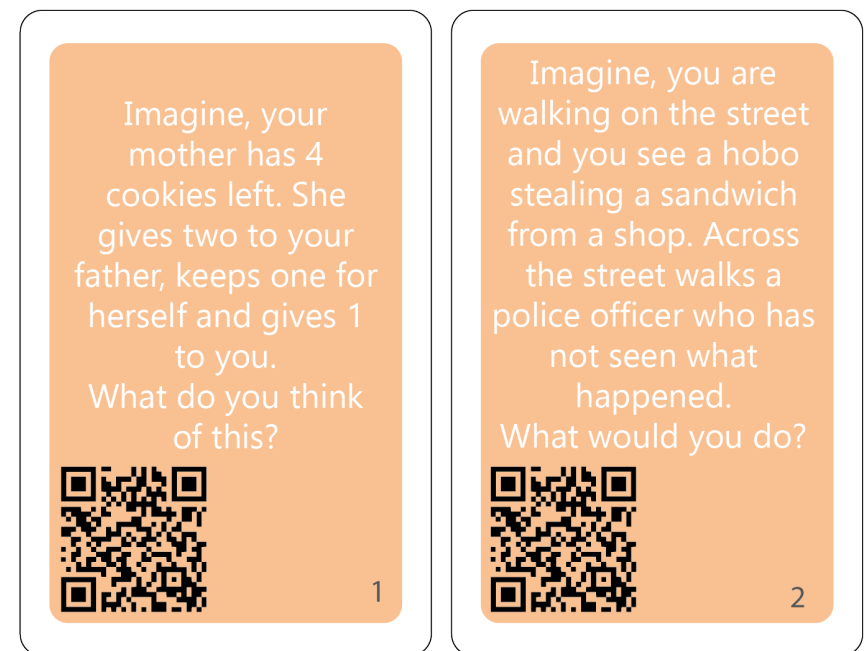 Imagine, your
mother has 4
cookies left. She
gives two to your
father, keeps one for
herself and gives 1
to you.
What do you think
of this?
1
Imagine, you are
walking on the street
and you see a hobo
stealing a sandwich
from a shop. Across
the street walks a
police officer who has
not seen what
happened.
What would you do?
2